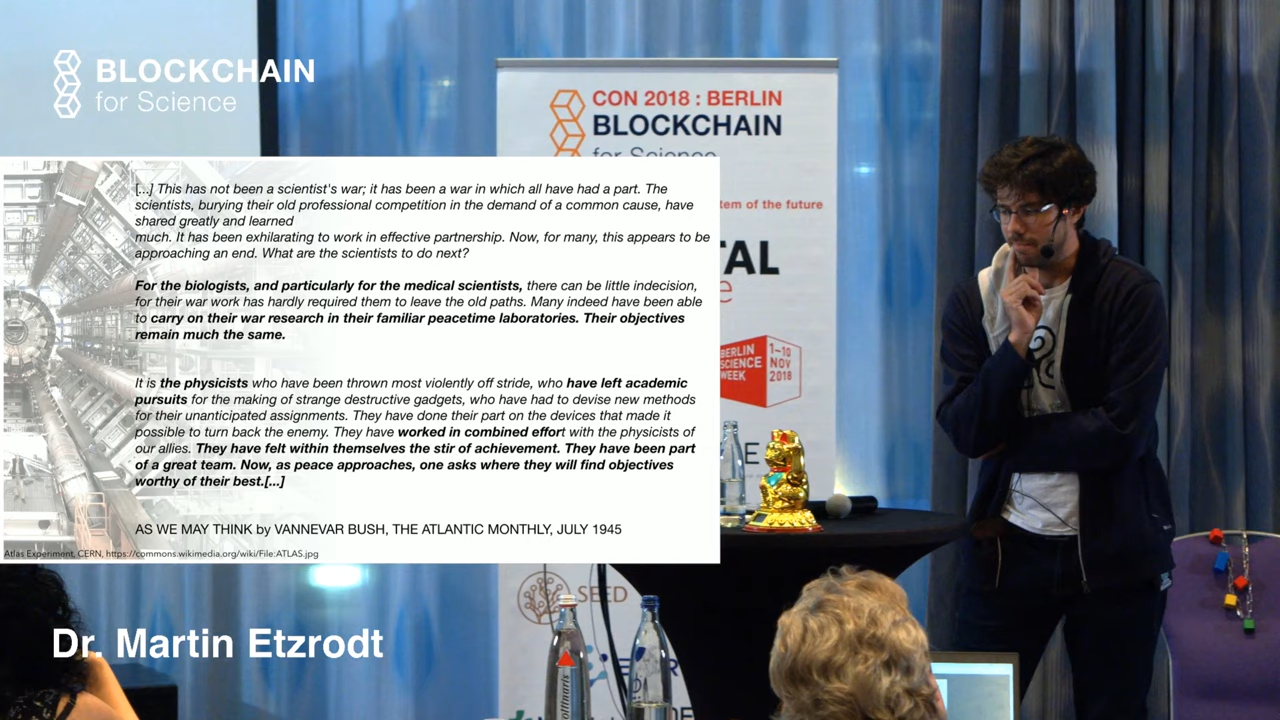 BLOCKCHAIN
for Science
CON 2018 : BERLIN
BLOCKCHAIN
for Science
tem of the future
TAL
e
BERLIN
SCIENCE
WEEK
1–10
NOV
2018
E
SEED
[...] This has not been a scientist's war; it has been a war in which all have had a part. The
scientists, burying their old professional competition in the demand of a common cause, have
shared greatly and learned
much. It has been exhilarating to work in effective partnership. Now, for many, this appears to be
approaching an end. What are the scientists to do next?
For the biologists, and particularly for the medical scientists, there can be little indecision,
for their war work has hardly required them to leave the old paths. Many indeed have been able
to carry on their war research in their familiar peacetime laboratories. Their objectives
remain much the same.
It is the physicists who have been thrown most violently off stride, who have left academic
pursuits for the making of strange destructive gadgets, who have had to devise new methods
for their unanticipated assignments. They have done their part on the devices that made it
possible to turn back the enemy. They have worked in combined effort with the physicists of
our allies. They have felt within themselves the stir of achievement. They have been part
of a great team. Now, as peace approaches, one asks where they will find objectives
worthy of their best.[...]
AS WE MAY THINK by VANNEVAR BUSH, THE ATLANTIC MONTHLY, JULY 1945
Atlas Experiment, CERN, https://commons.wikimedia.org/wiki/File:ATLAS.jpg
Dr. Martin Etzrodt